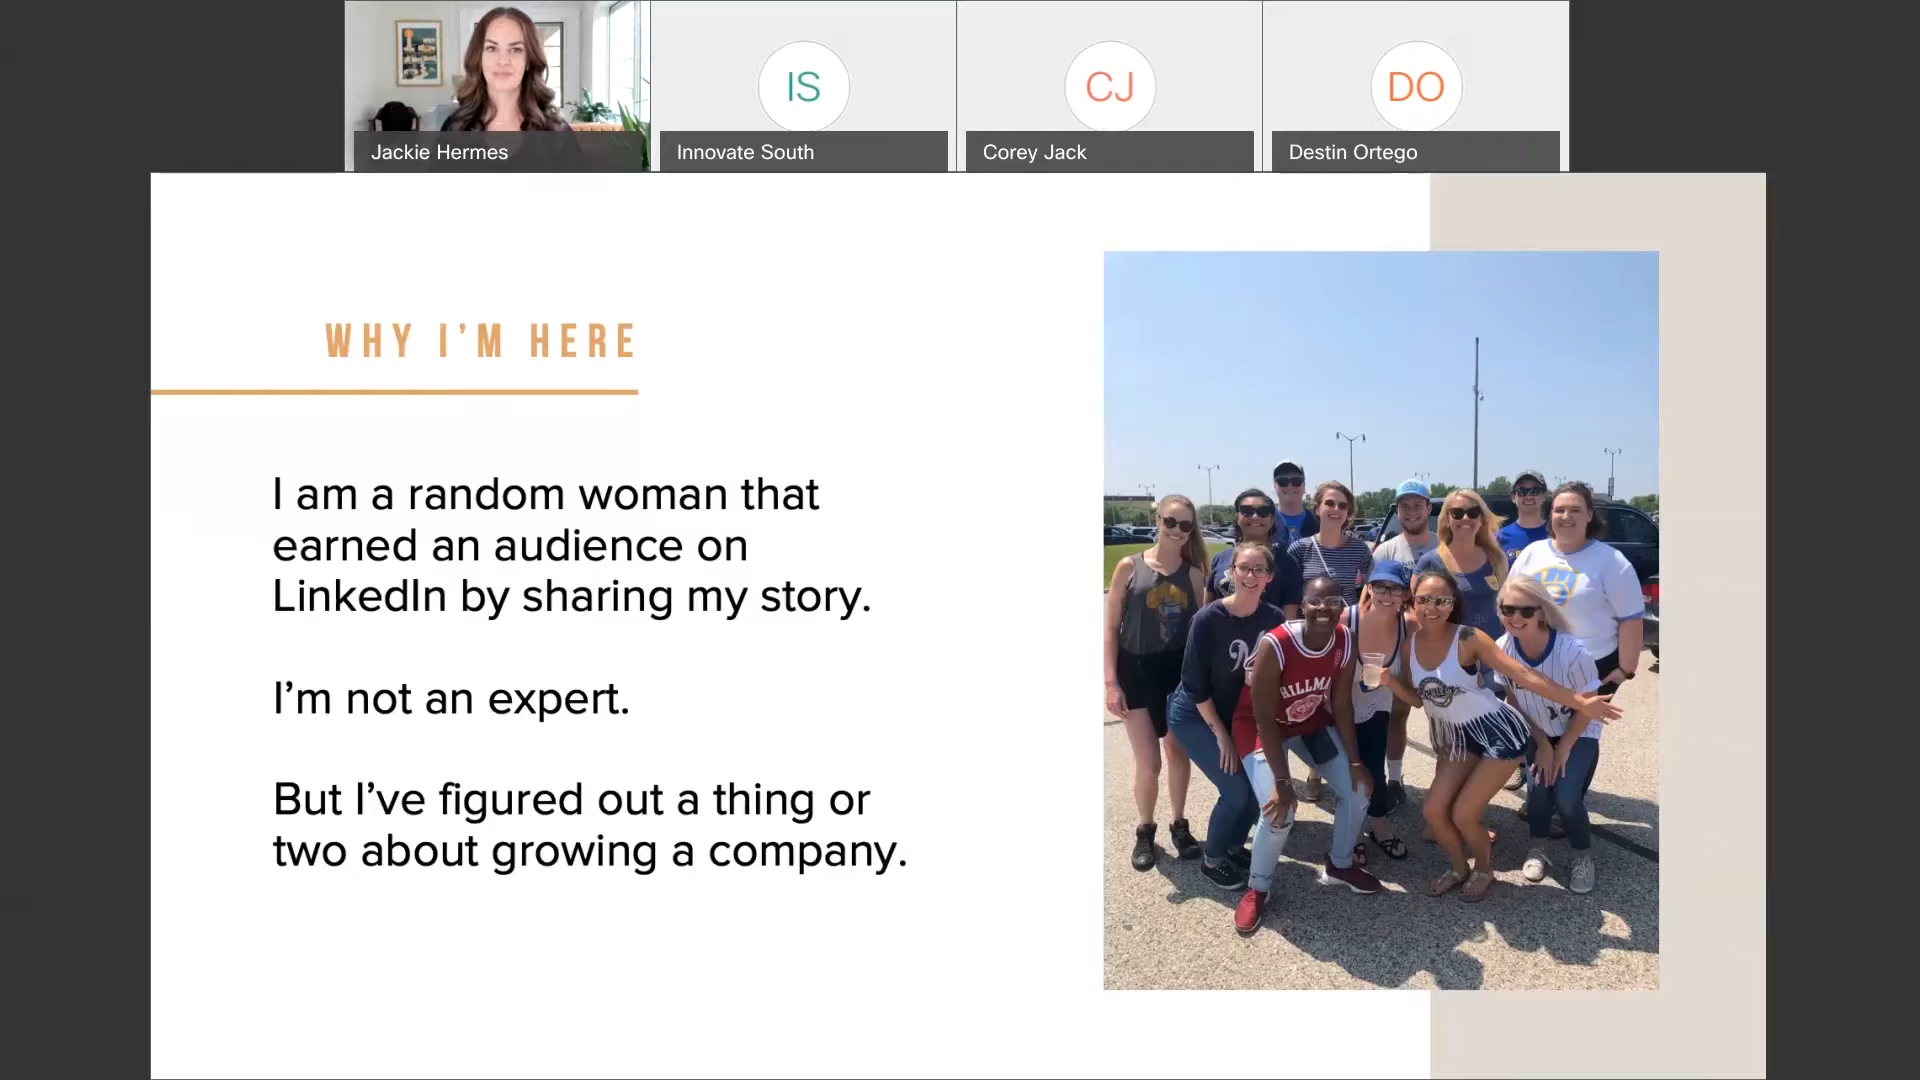 IS
CJ
DO
Jackie Hermes
Innovate South
Corey Jack
Destin Ortego
WHY I'M HERE
I am a random woman that
earned an audience on
LinkedIn by sharing my story.
I'm not an expert.
But I've figured out a thing or
two about growing a company.